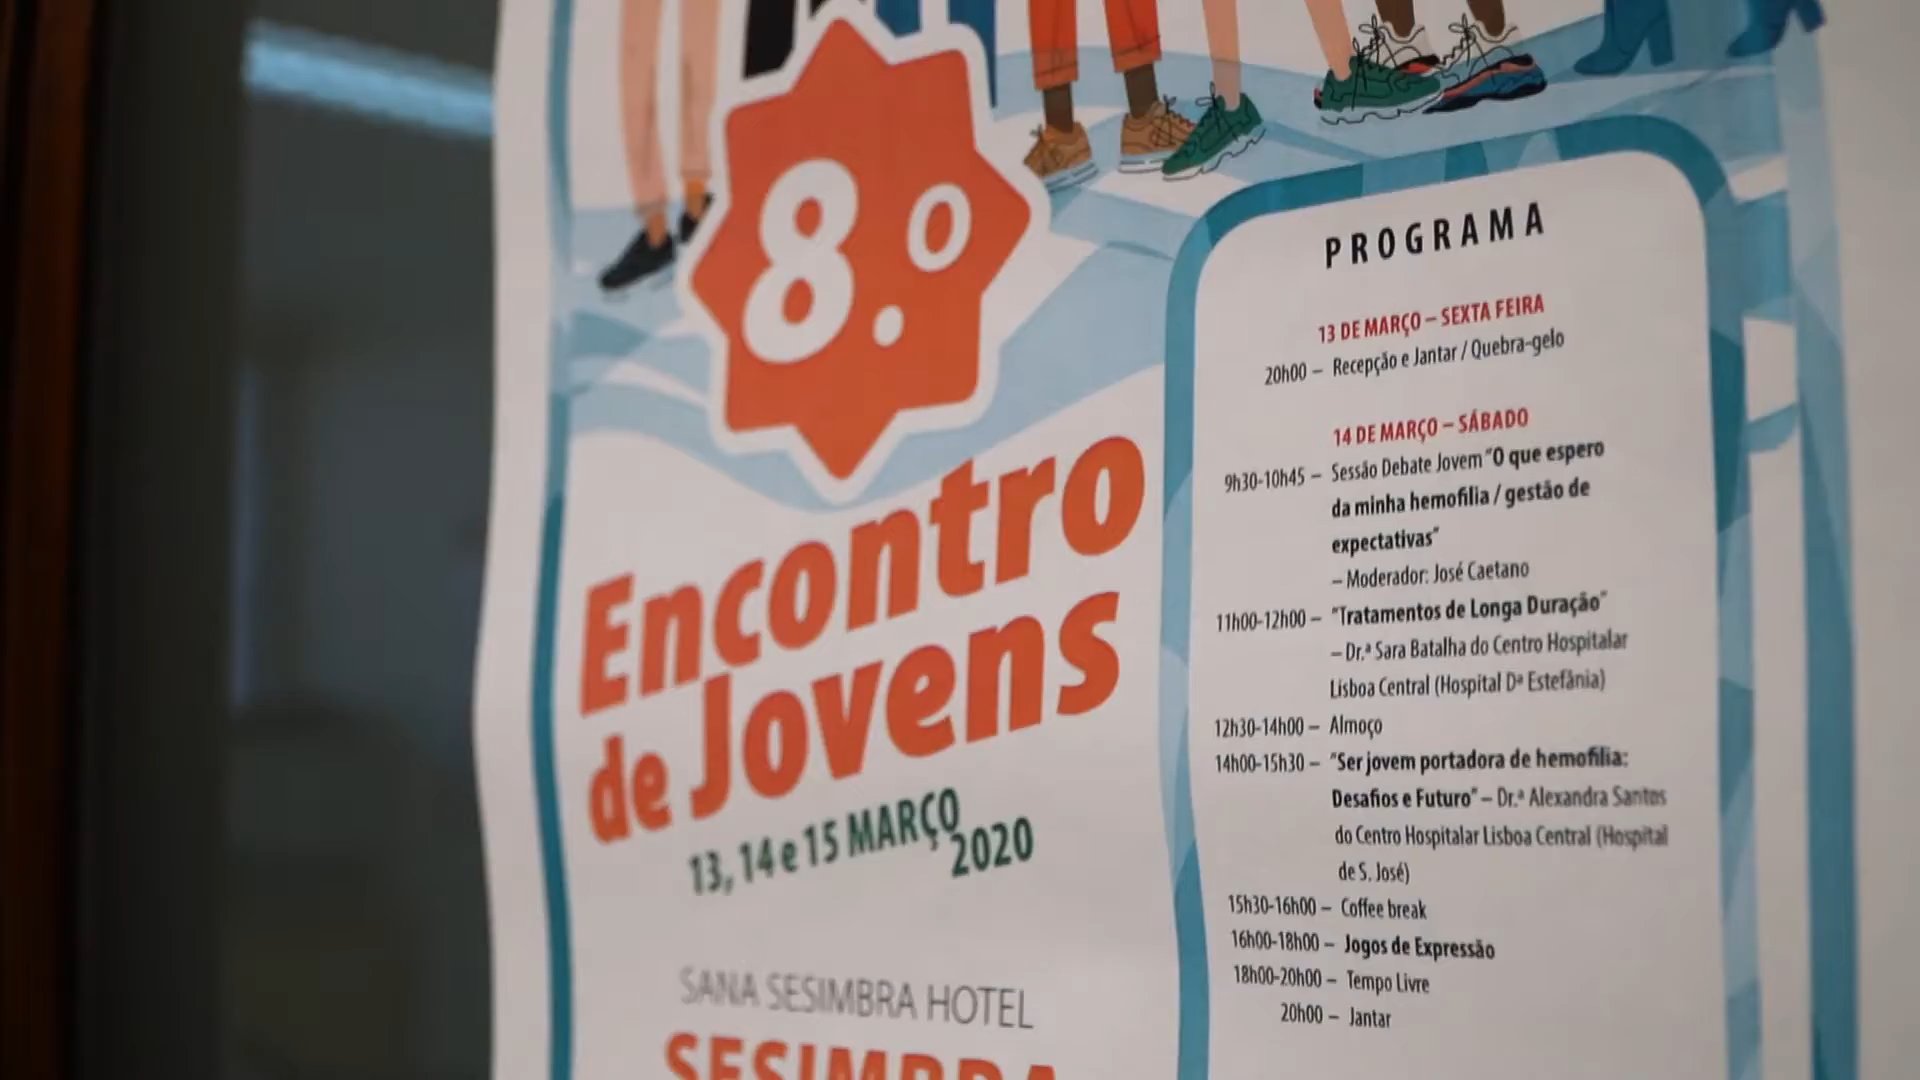 8.º
Encontro
de Jovens
13, 14 e 15 MARÇO
2020
SANA SESIMBRA HOTEL
SESIMBRA
PROGRAMA
13 DE MARÇO – SEXTA FEIRA
20h00 – Recepção e Jantar / Quebra-gelo
14 DE MARÇO – SÁBADO
9h30-10h45 – Sessão Debate Jovem "O que espero
da minha hemofilia / gestão de
expectativas"
– Moderador: José Caetano
11h00-12h00 – "Tratamentos de Longa Duração"
– Dr.ª Sara Batalha do Centro Hospitalar
Lisboa Central (Hospital Dª Estefânia)
12h30-14h00 – Almoço
14h00-15h30 – "Ser jovem portadora de hemofilia:
Desafios e Futuro" – Dr.ª Alexandra Santos
do Centro Hospitalar Lisboa Central (Hospital
de S. José)
15h30-16h00 – Coffee break
16h00-18h00 – Jogos de Expressão
18h00-20h00 – Tempo Livre
20h00 – Jantar